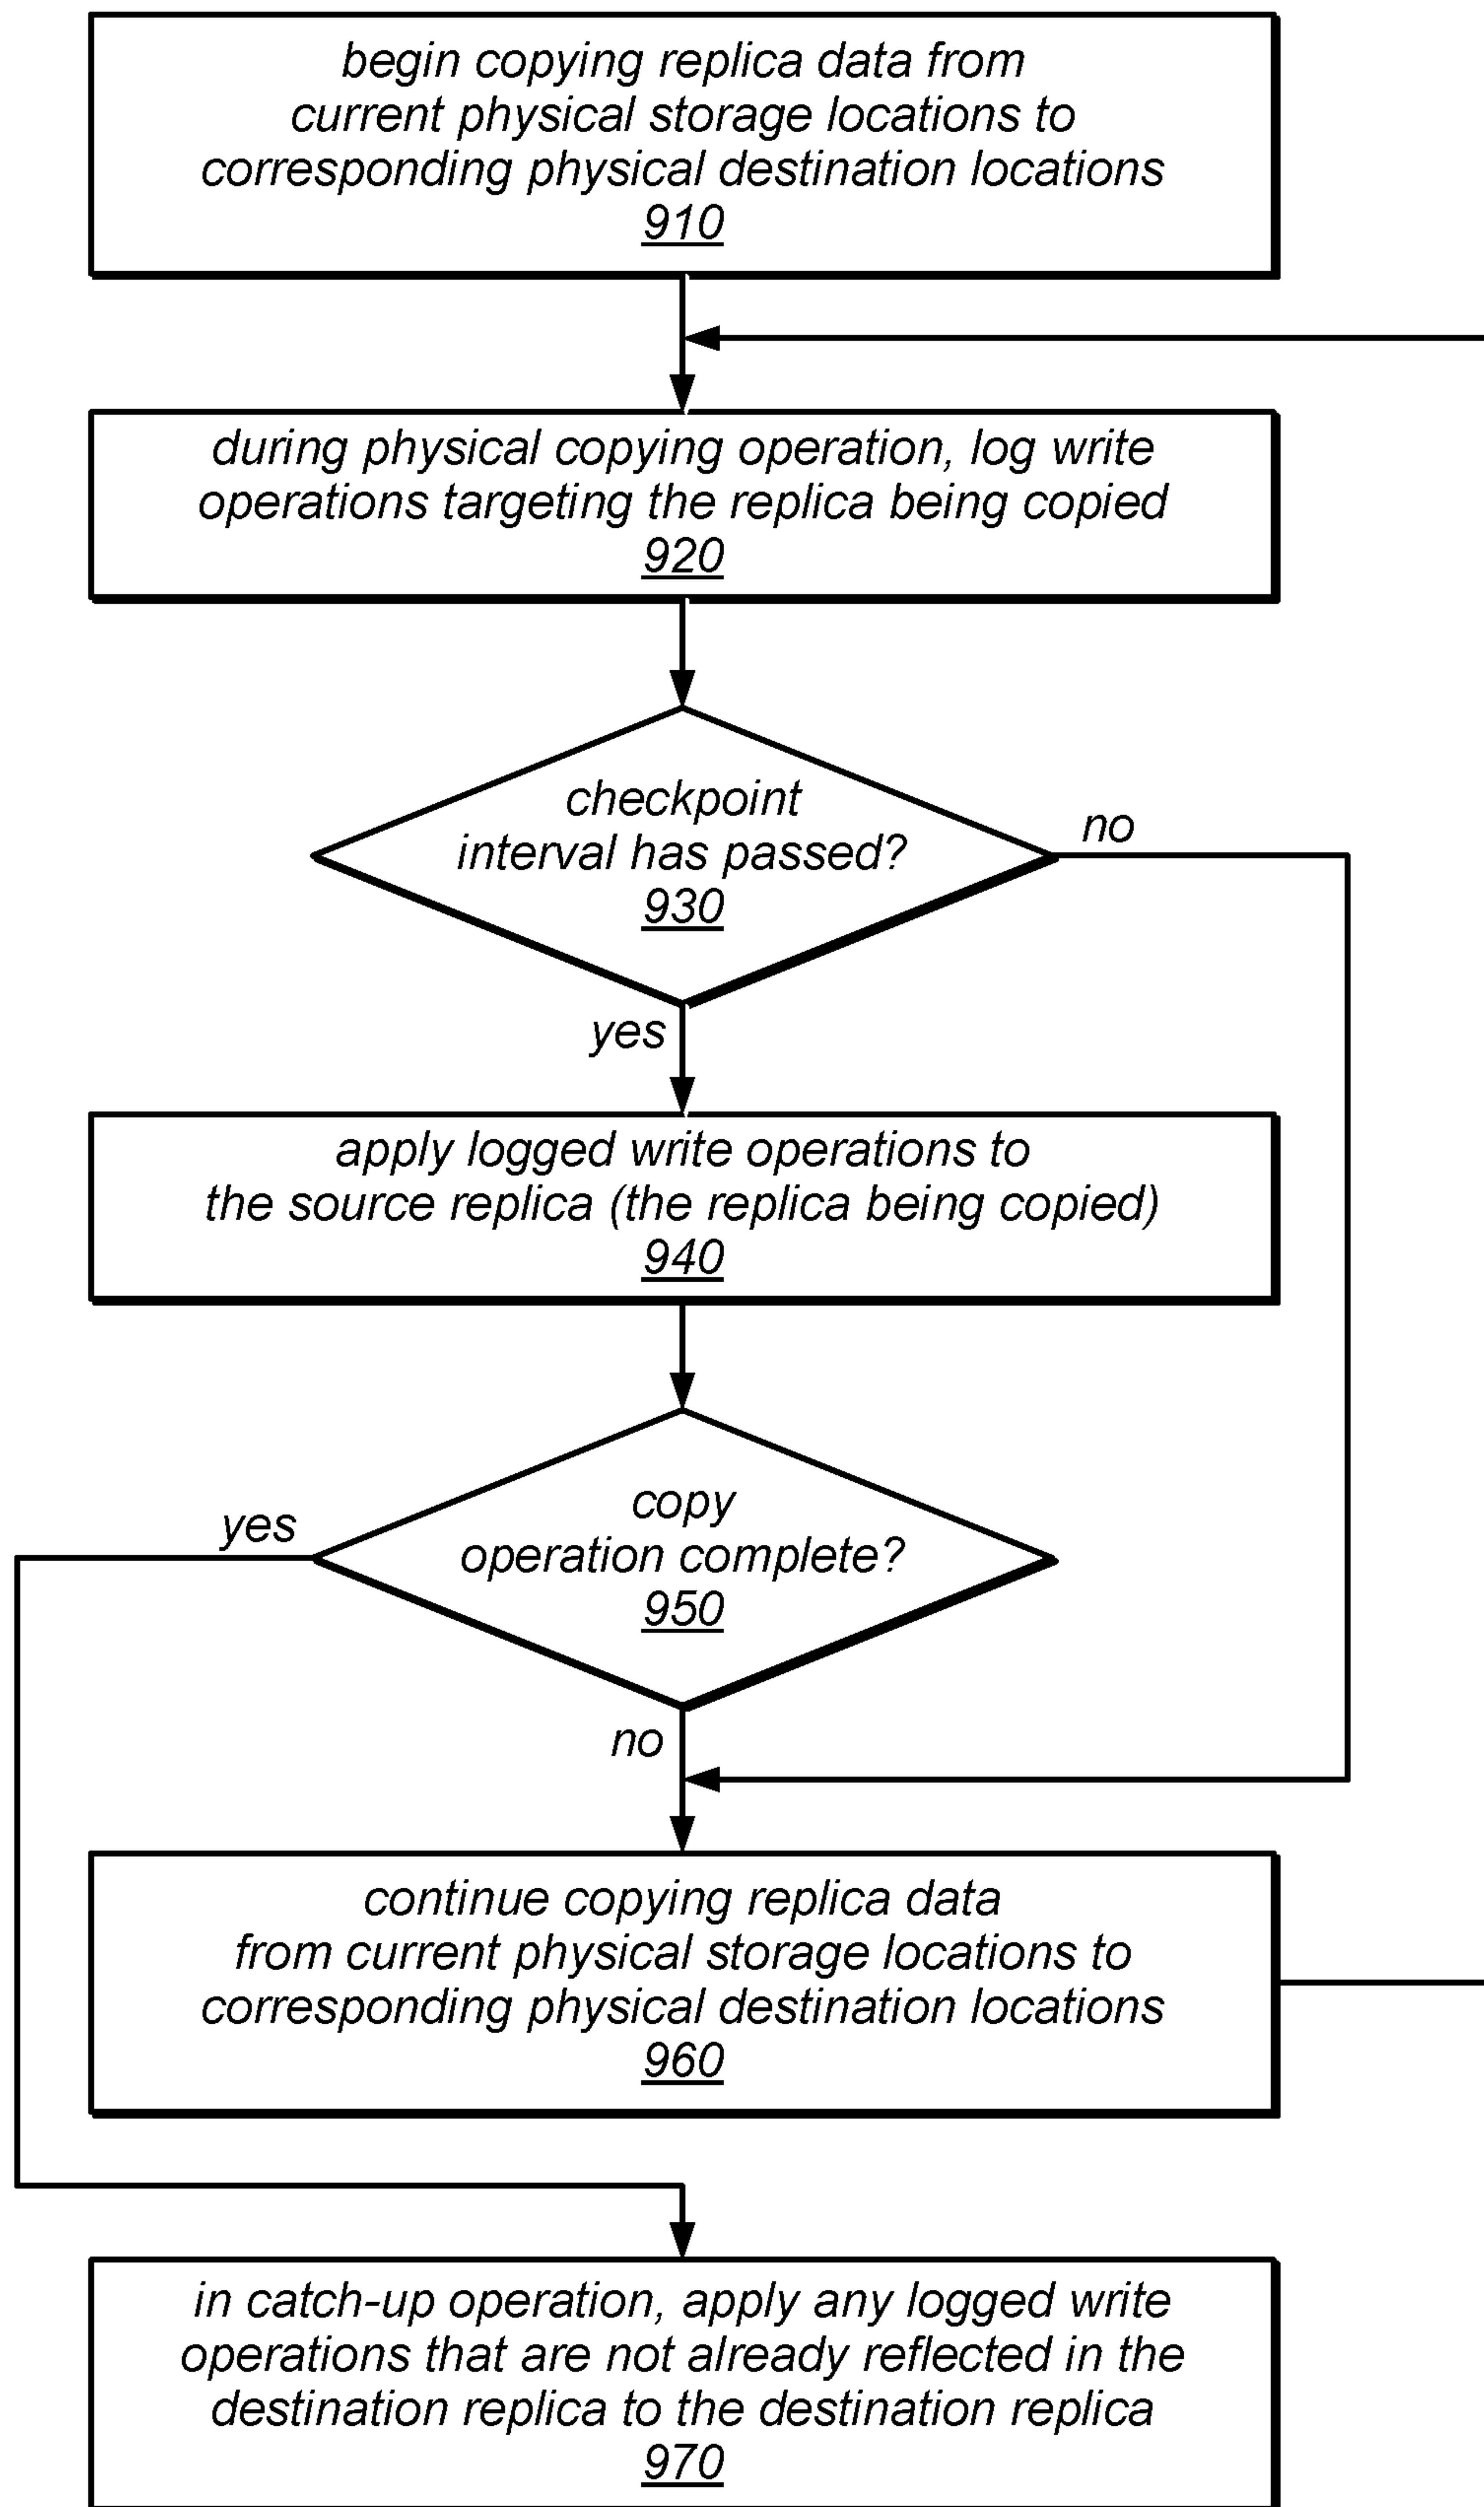 begin copying replica data from
current physical storage locations to
corresponding physical destination locations
910
during physical copying operation, log write
operations targeting the replica being copied
920
checkpoint
interval has passed?
930
no
yes
apply logged write operations to
the source replica (the replica being copied)
940
copy
operation complete?
950
yes
no
continue copying replica data
from current physical storage locations to
corresponding physical destination locations
960
in catch-up operation, apply any logged write
operations that are not already reflected in the
destination replica to the destination replica
970